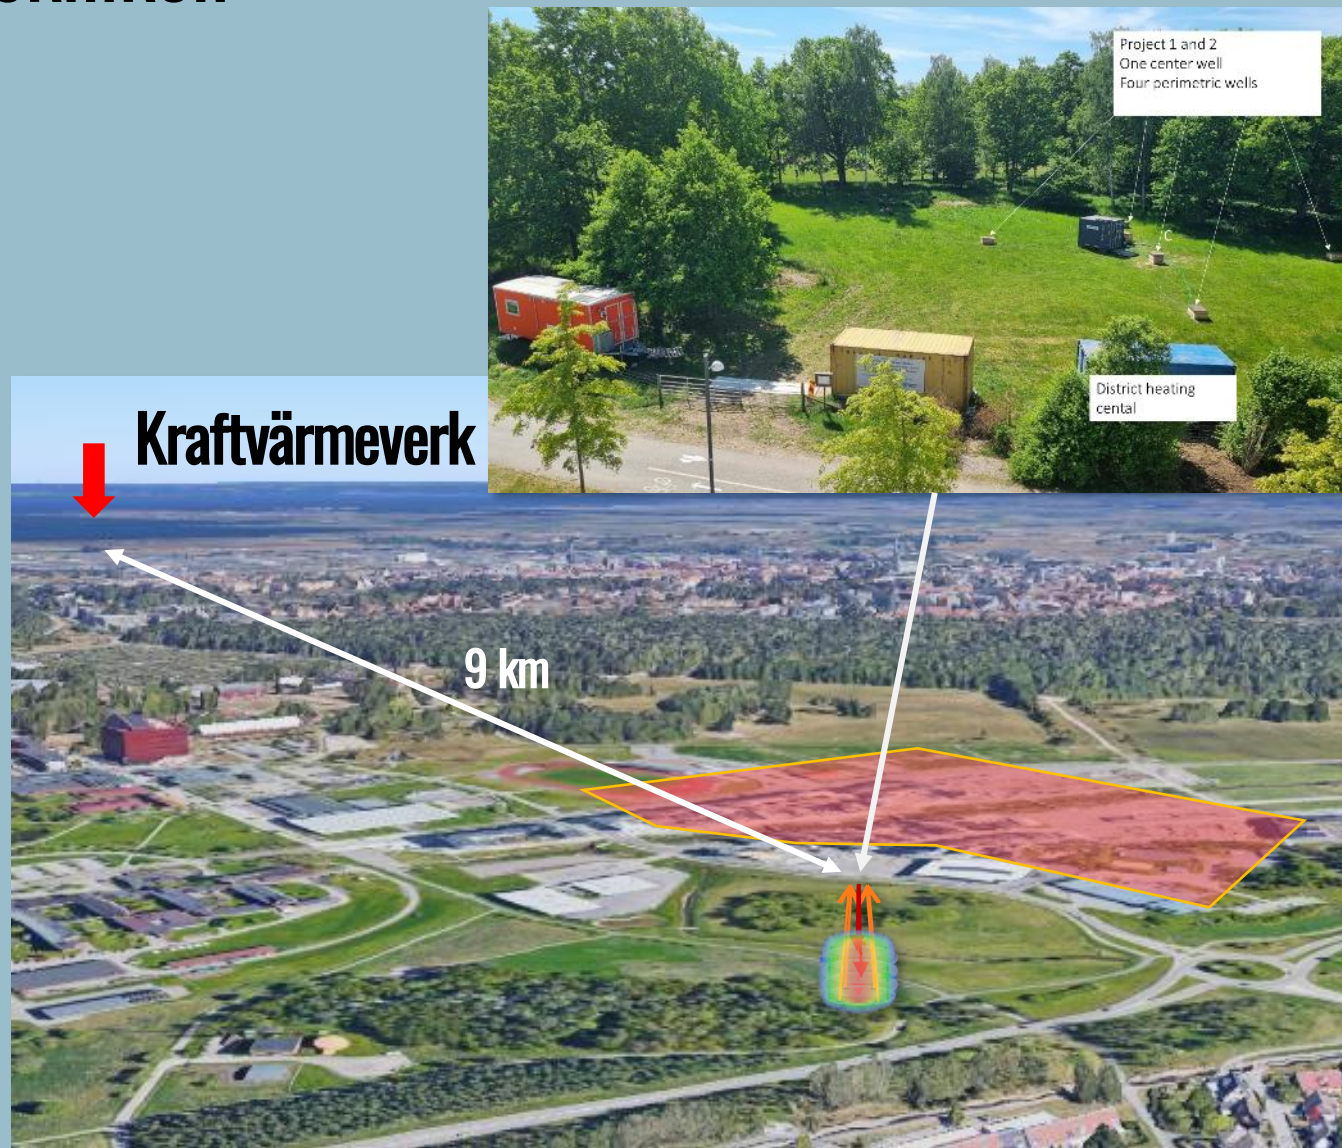 Project 1 and 2
One center well
Four perimetric wells
C
District heating
cental
Kraftvärmeverk
9 km